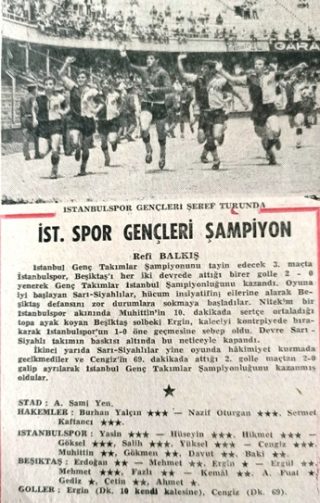 GARA
İSTANBULSPOR GENÇLERİ ŞEREF TURUNDA
İST. SPOR GENÇLERİ ŞAMPİYON
Refi BALKIŞ
İstanbul Genç Takımlar Şampiyonunu tayin edecek 3. maçta
İstanbulspor, Beşiktaş'ı her iki devrede attığı birer golle 2 - 0
yenerek Genç Takımlar İstanbul Şampiyonluğunu kazandı. Oyuna
iyi başlayan Sarı-Siyahlılar, hücum insiyatifini ellerine alarak Be-
şiktaş defansını zor durumlara sokmaya başladılar. Nitekim bir
İstanbulspor akınında Muhittin'in 10. dakikada sertçe ortaladığı
topa ayak koyan Beşiktaş solbeki Ergin, kaleciyi kontrpiyede bıra-
karak İstanbulspor'un 1-0 öne geçmesine sebep oldu. Devre Sarı -
Siyahlı takımın baskısı altında bu neticeyle kapandı.
İkinci yarıda Sarı-Siyahlılar yine oyunda hâkimiyet kurmada
gecikmediler ve Cengiz'in 69. dakikada attığı 2. golle maçtan 2-0
galip ayrılarak İstanbul Genç Takımlar Şampiyonluğunu kazanmış
oldular.
★
STAD : A. Sami Yen.
HAKEMLER : Burhan Yalçın ★★★ — Nazif Oturgan ★★★, Sermet
Kaftancı ★★★.
İSTANBULSPOR : Yasin ★★★ — Hüseyin ★★★, Hikmet ★★★ —
Göksel ★★★, Salih ★★★, Yüksel ★★★ — Cengiz ★★★,
Muhittin ★★, Gökmen ★★, Davut ★★, Baki ★★.
BEŞİKTAŞ : Erdoğan ★★ — Mehmet ★★, Ergin ★ — Ergül ★★,
Mehmet ★★★, Fazlı ★★ — Kemâl ★★, A. Fuat ★
Gediz ★, Çetin ★★, Ahmet ★
GOLLER : Ergin (Dk. 10 kendi kalesine), Cengiz (Dk. 69).